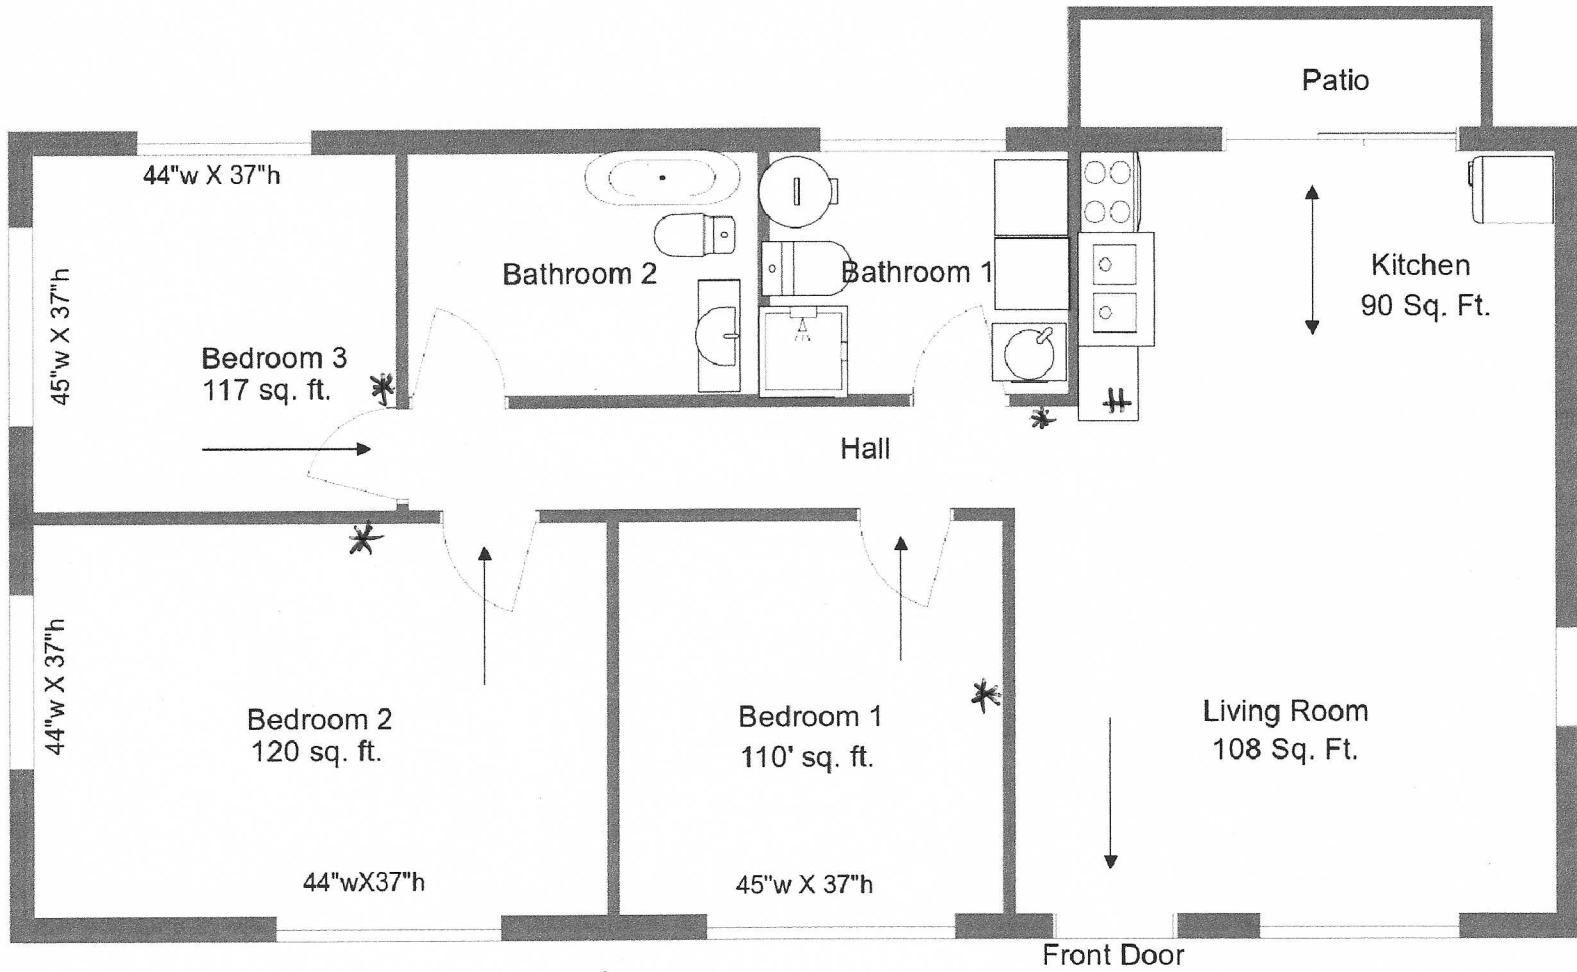 Patio
44"w X 37"h
45"w X 37"h
Bedroom 3
117 sq. ft.
Bathroom 2
Bathroom 1
Kitchen
90 Sq. Ft.
Hall
44"w X 37"h
Bedroom 2
120 sq. ft.
44"wX37"h
Bedroom 1
110' sq. ft.
45"w X 37"h
Living Room
108 Sq. Ft.
Front Door